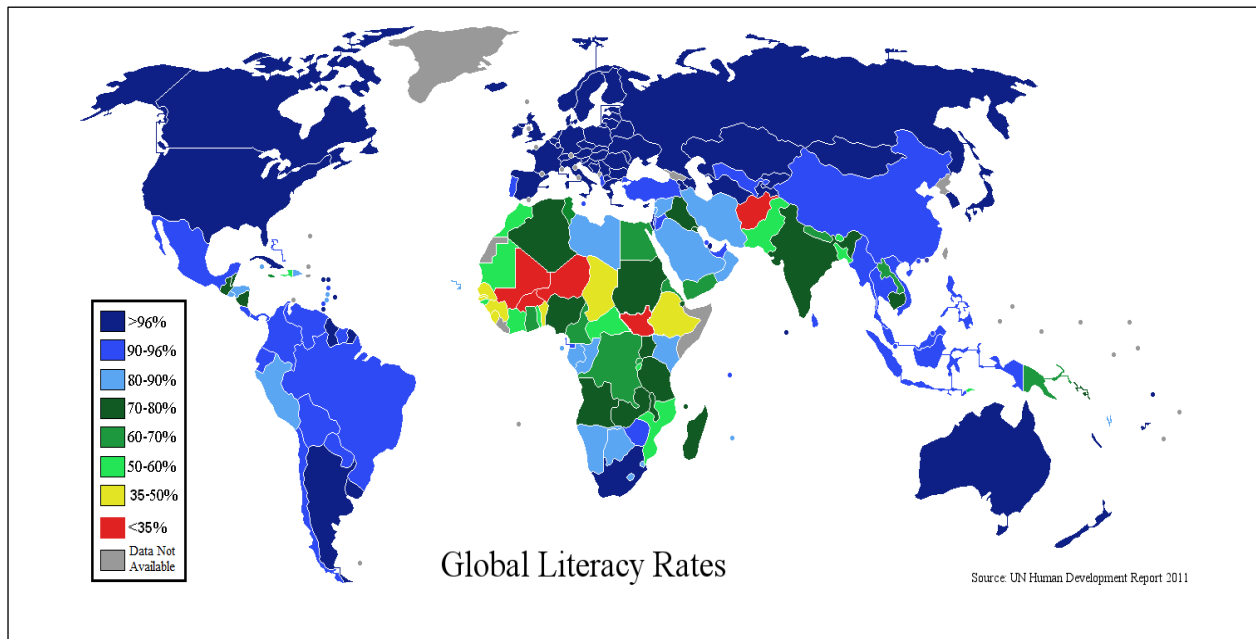 >96%
90-96%
80-90%
70-80%
60-70%
50-60%
35-50%
<35%
Data Not
Available
Global Literacy Rates
Source: UN Human Development Report 2011